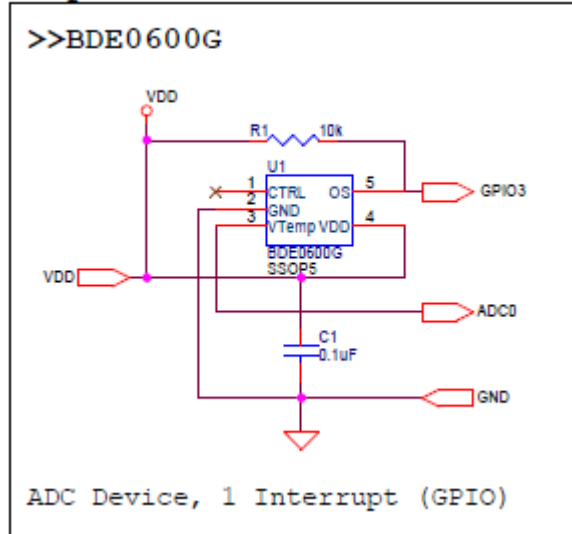 >>BDE0600G
VDD
R1 10k
U1
1 CTRL OS 5 GPIO3
2 GND
3 VTemp VDD 4
BDE0600G
SSOP5
VDD
ADC0
C1
0.1uF
GND
ADC Device, 1 Interrupt (GPIO)